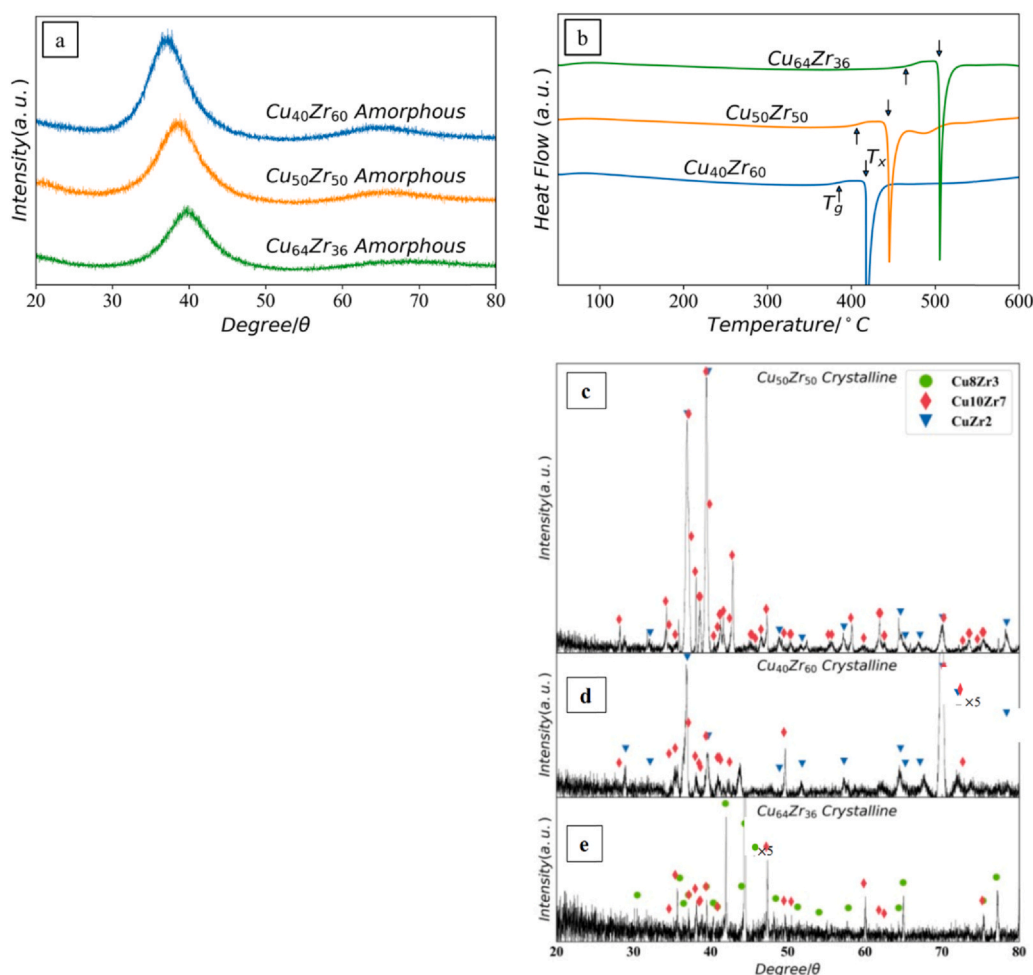 a
Intensity(a.u.)
Cu40Zr60 Amorphous
Cu50Zr50 Amorphous
Cu64Zr36 Amorphous
20 30 40 50 60 70 80
Degree/θ
b
Heat Flow (a.u.)
Cu64Zr36
Cu50Zr50
Cu40Zr60
Tx
Tg
100 200 300 400 500 600
Temperature/°C
c
Intensity(a.u.)
Cu50Zr50 Crystalline
Cu8Zr3
Cu10Zr7
CuZr2
d
Intensity(a.u.)
Cu40Zr60 Crystalline
×5
e
Intensity(a.u.)
Cu64Zr36 Crystalline
×5
20 30 40 50 60 70 80
Degree/θ